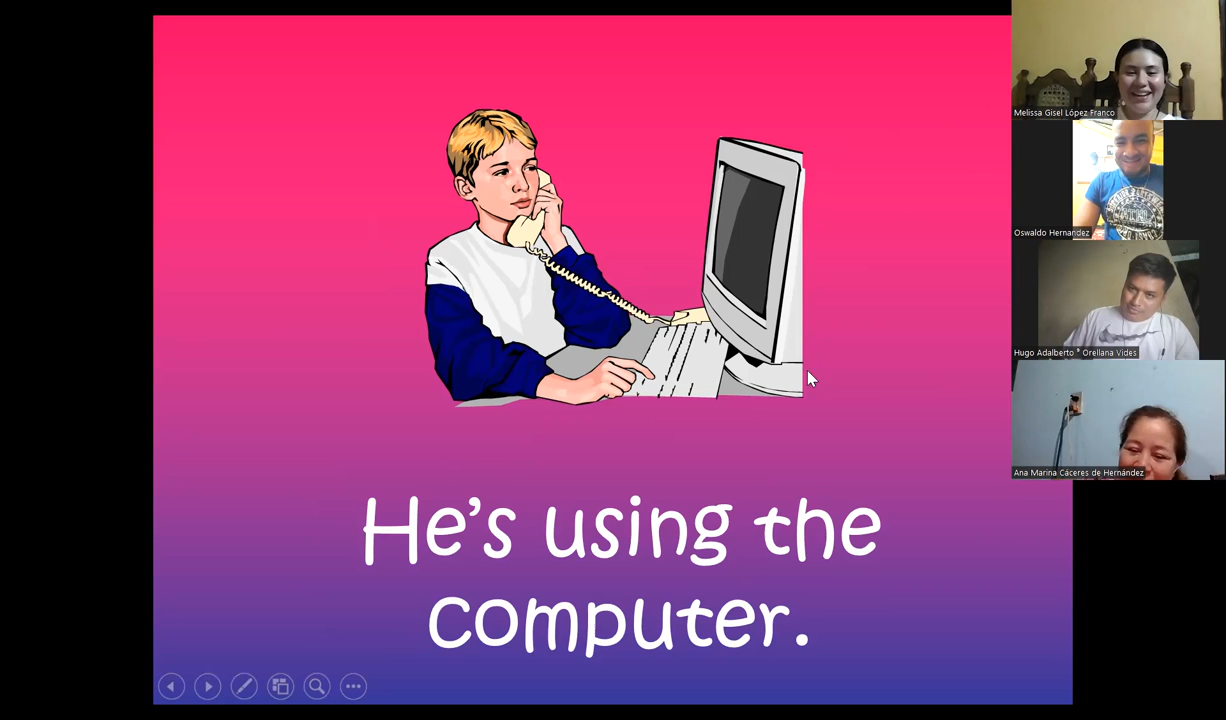 He's using the
computer.
Melissa Gisel López Franco
Oswaldo Hernandez
Hugo Adalberto * Orellana Vides
Ana Marina Cáceres de Hernández